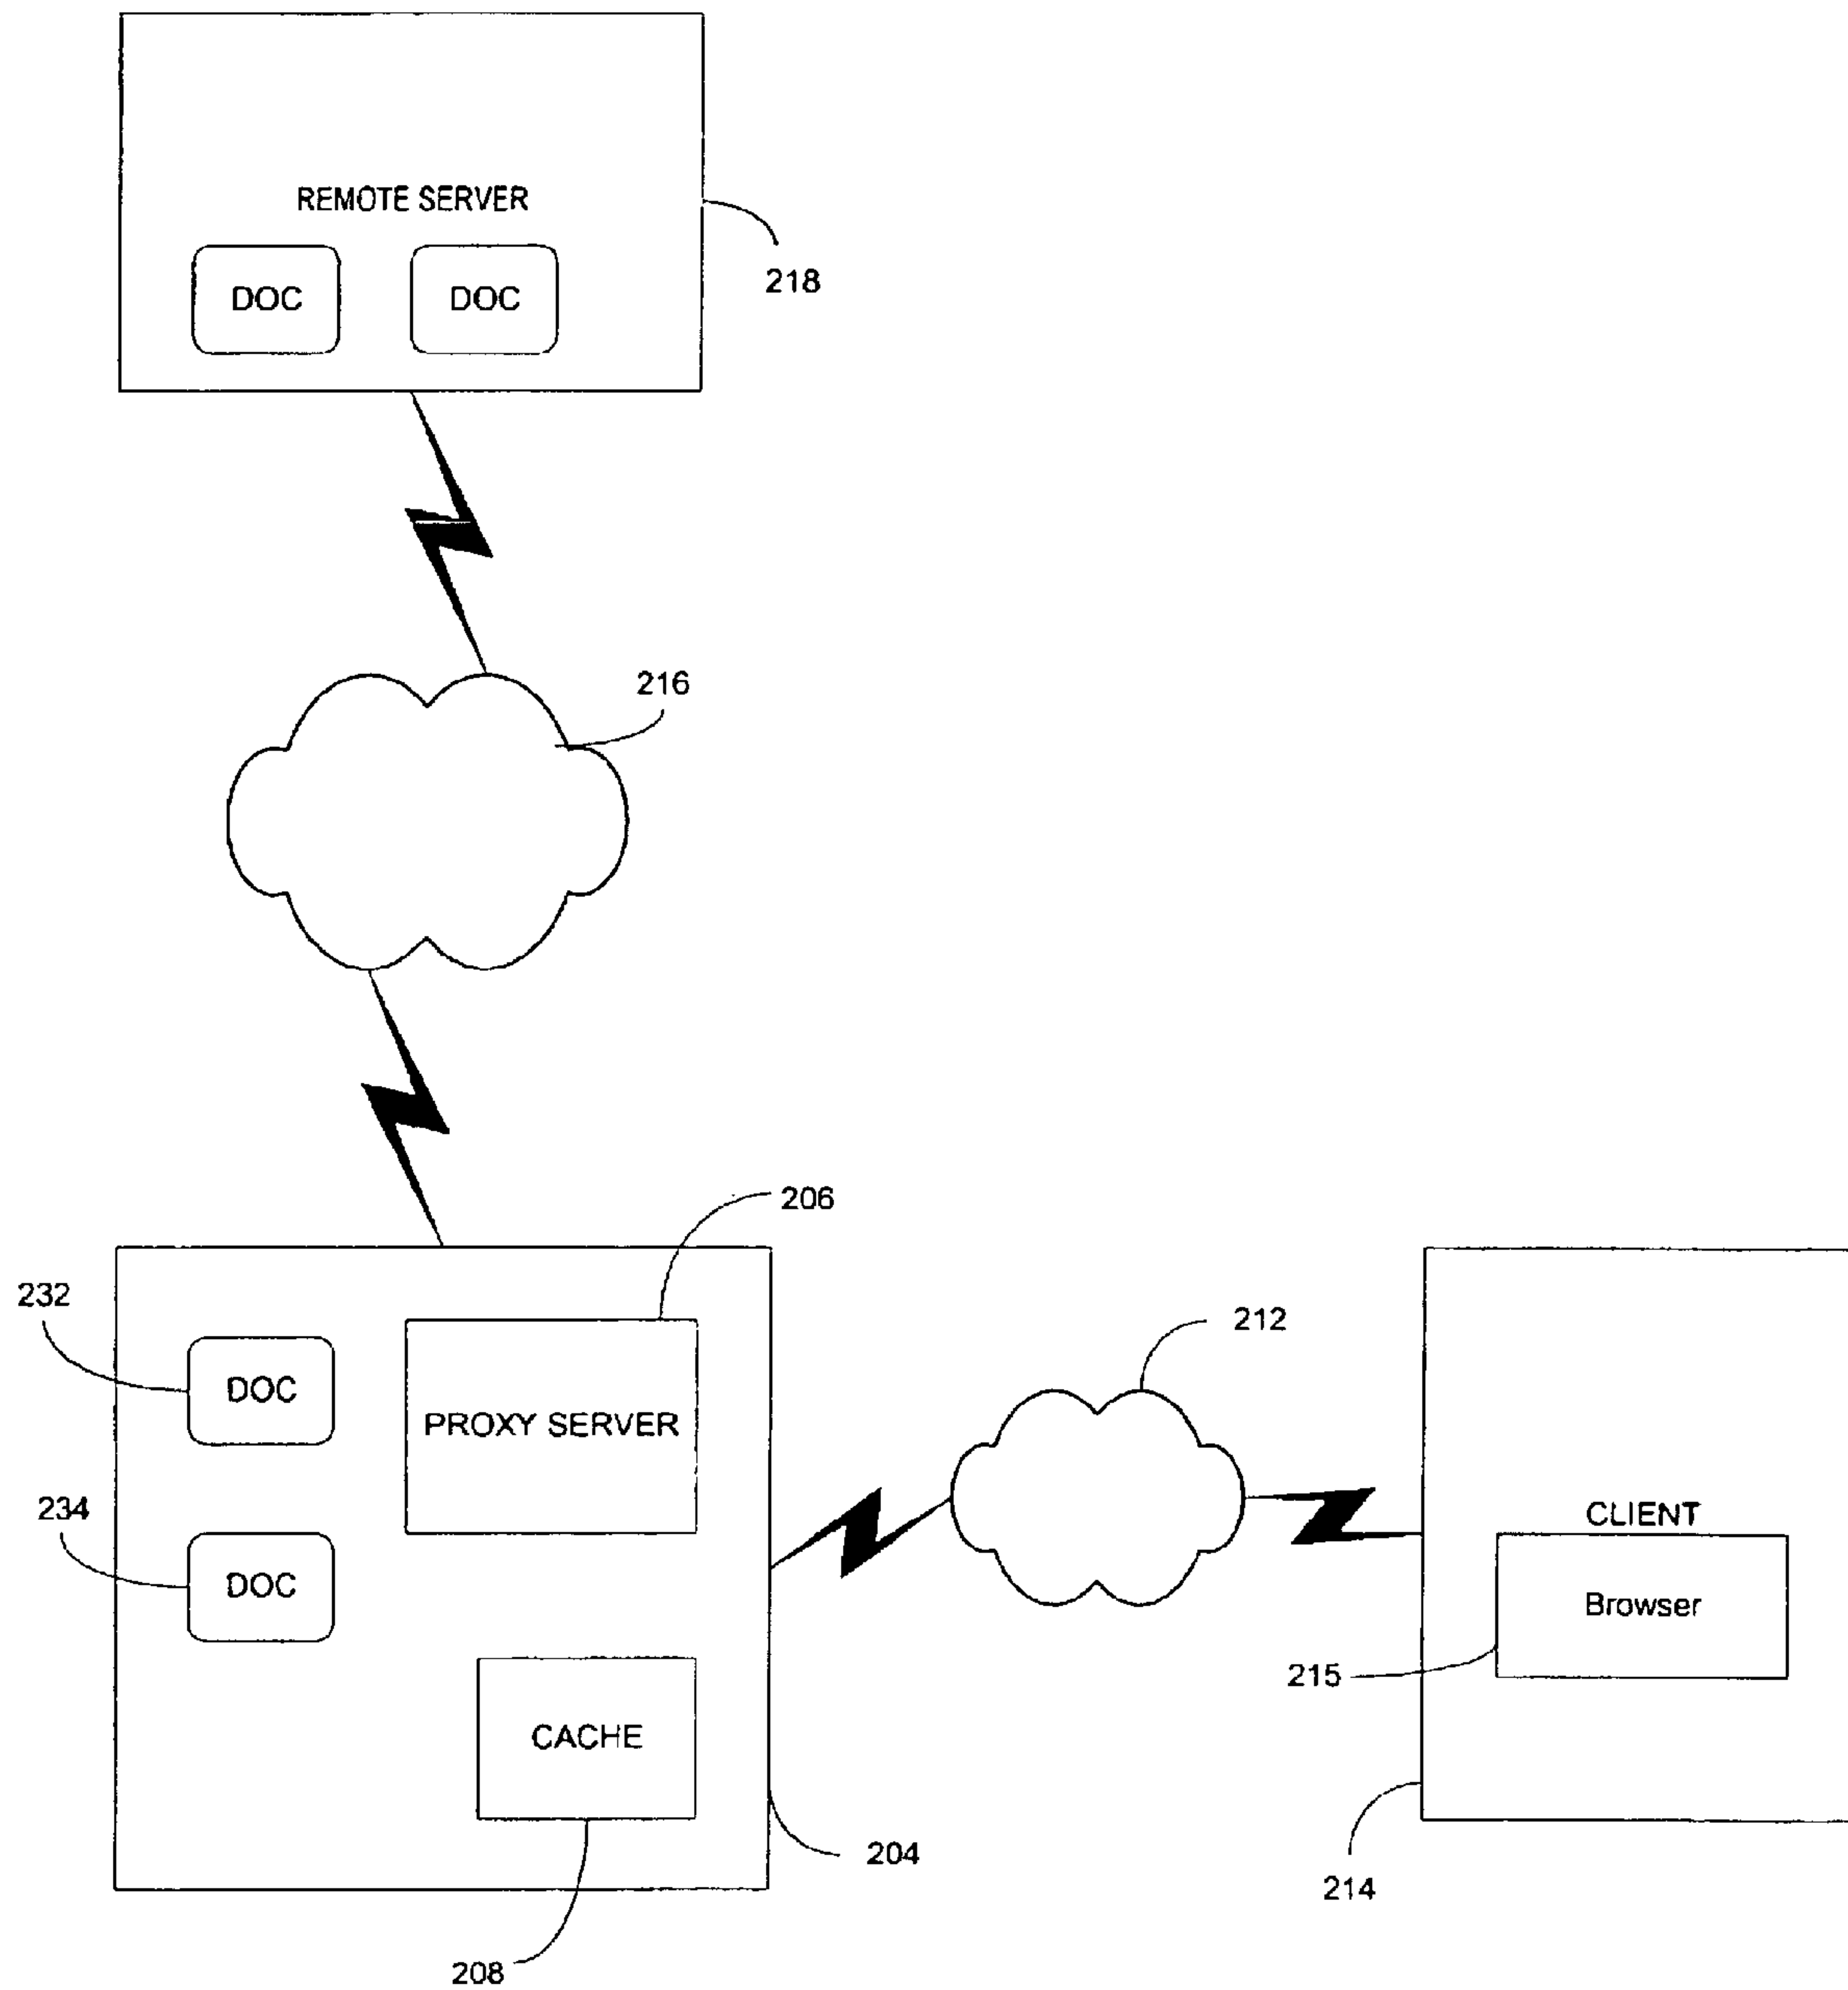 REMOTE SERVER
DOC
DOC
218
216
206
232
DOC
PROXY SERVER
212
234
DOC
CLIENT
Browser
215
CACHE
204
214
208